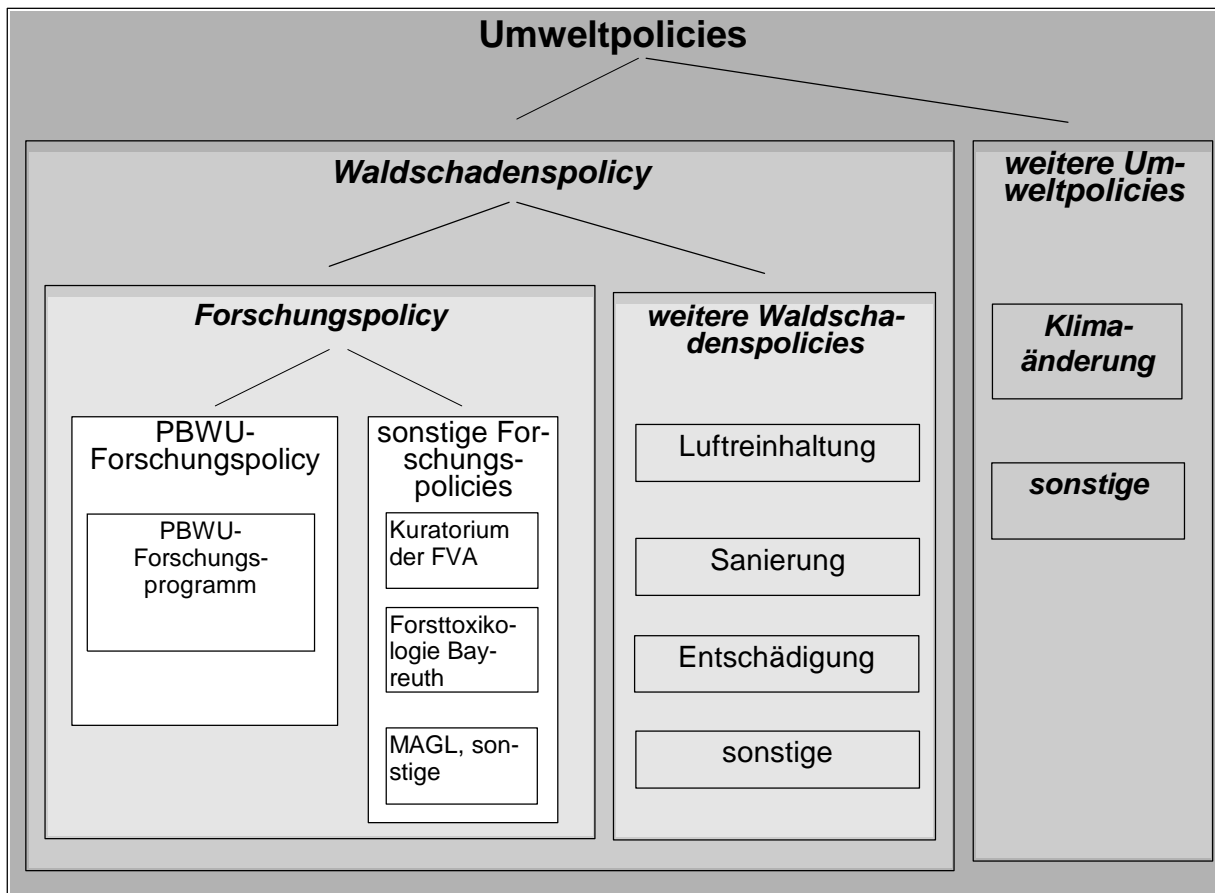 Umweltpolicies
Waldschadenspolicy
weitere Um-
weltpolicies
Forschungspolicy
weitere Waldscha-
denspolicies
Klima-
änderung
sonstige
PBWU-
Forschungspolicy
PBWU-
Forschungs-
programm
sonstige For-
schungs-
policies
Kuratorium
der FVA
Forsttoxiko-
logie Bay-
reuth
MAGL, son-
stige
Luftreinhaltung
Sanierung
Entschädigung
sonstige